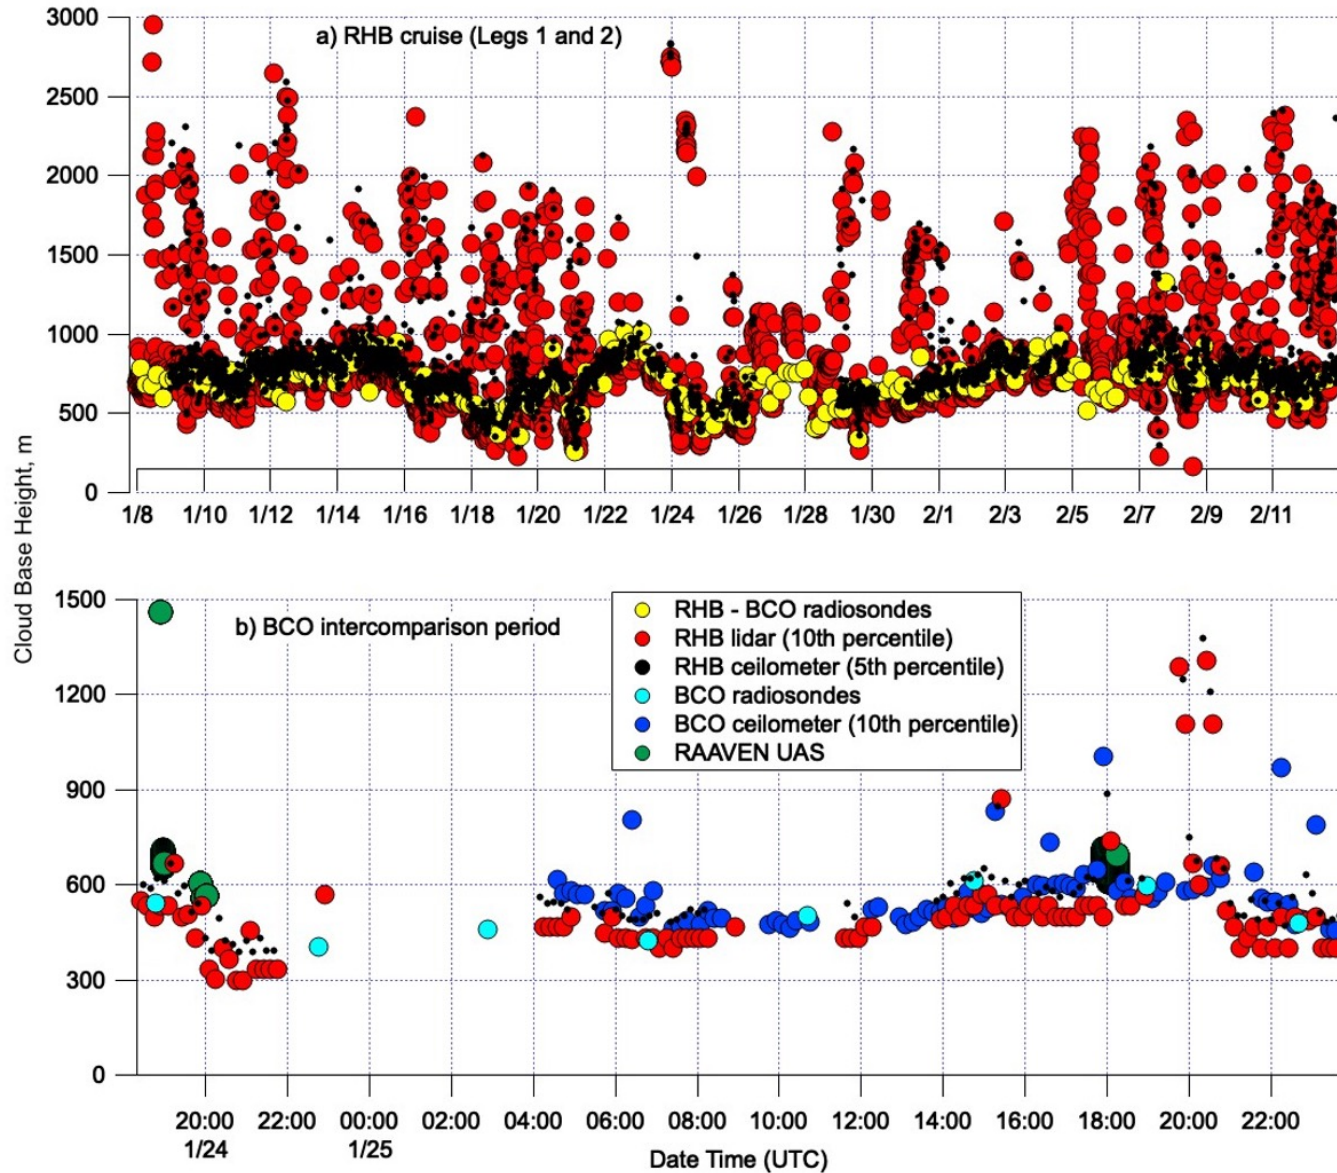 3000
a) RHB cruise (Legs 1 and 2)
2500
2000
1500
1000
500
0
1/8 1/10 1/12 1/14 1/16 1/18 1/20 1/22 1/24 1/26 1/28 1/30 2/1 2/3 2/5 2/7 2/9 2/11
Cloud Base Height, m
1500
b) BCO intercomparison period
RHB - BCO radiosondes
RHB lidar (10th percentile)
RHB ceilometer (5th percentile)
BCO radiosondes
BCO ceilometer (10th percentile)
RAAVEN UAS
1200
900
600
300
0
20:00 22:00 00:00 02:00 04:00 06:00 08:00 10:00 12:00 14:00 16:00 18:00 20:00 22:00
1/24 1/25
Date Time (UTC)